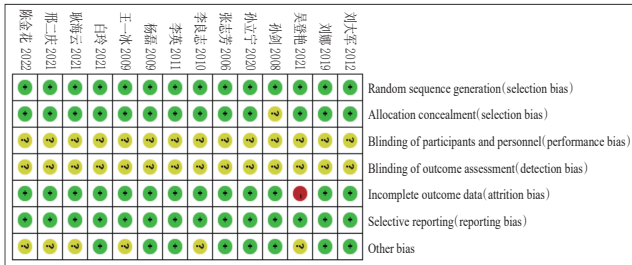 陈金花 2022
邢二庆 2021
耿海云 2021
白玲 2021
王一冰 2009
杨磊 2009
李英 2011
李良志 2010
张志芳 2006
孙立宁 2020
孙剑 2008
吴登艳 2021
刘娜 2019
刘大军 2012
+ + + + + + + + + + + + + + Random sequence generation(selection bias)
+ + + + + + + + + + ? + + + Allocation concealment(selection bias)
? ? ? ? ? ? ? ? ? ? ? ? ? ? Blinding of participants and personnel(performance bias)
? ? ? ? ? ? ? ? ? ? ? ? ? ? Blinding of outcome assessment(detection bias)
+ + + + + + + + + + + - + + Incomplete outcome data(attrition bias)
+ + + + + + + + + + + + + + Selective reporting(reporting bias)
? ? ? + ? + + ? + + + ? + + Other bias